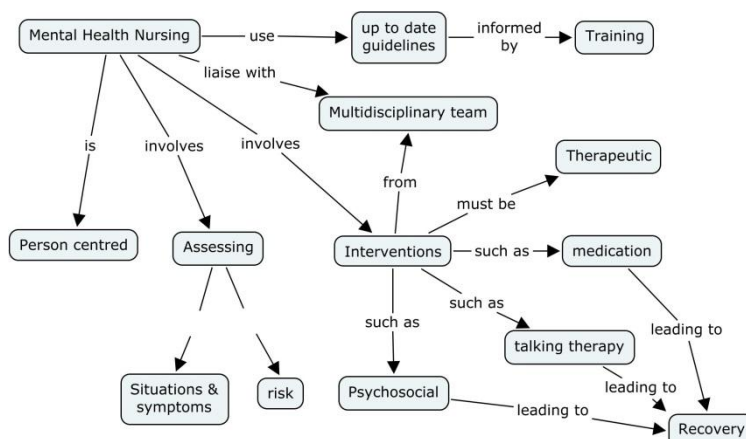 Mental Health Nursing
use
up to date
guidelines
informed
by
Training
liaise with
Multidisciplinary team
is
involves
involves
from
Therapeutic
must be
Person centred
Assessing
Interventions
such as
medication
such as
such as
leading to
talking therapy
Situations &
symptoms
risk
Psychosocial
leading to
leading to
Recovery